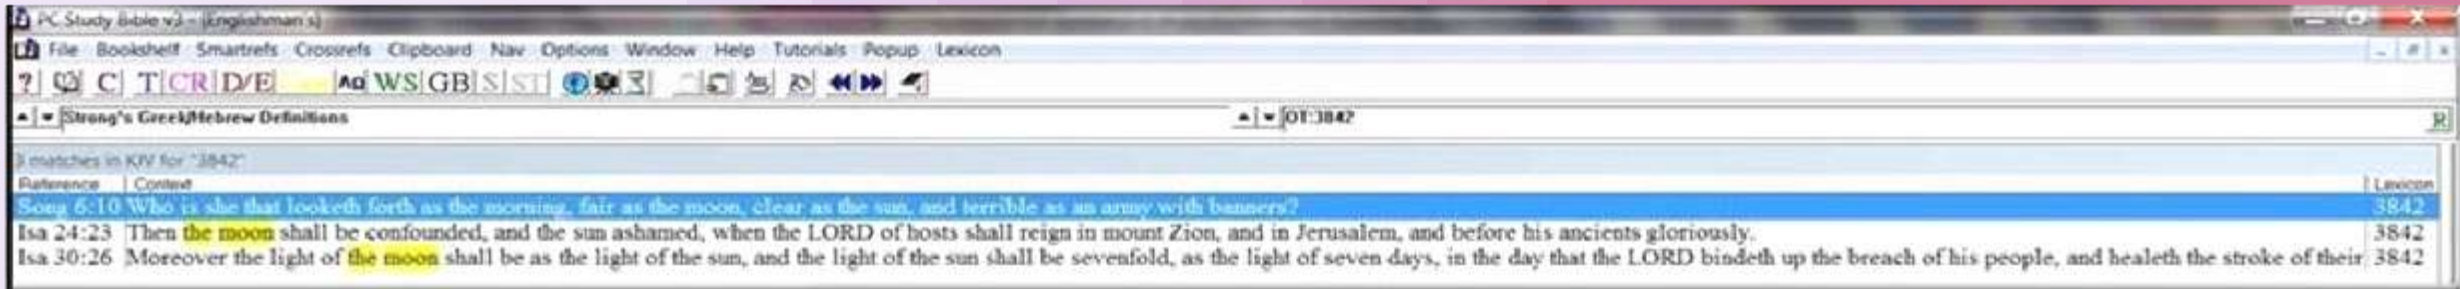 PC Study Bible v3 - [Englishman's]
File Bookshelf Smartrefs Crossrefs Clipboard Nav Options Window Help Tutorials Popup Lexicon
? C T CR D/E AQ WS GB S ST
Strong's Greek/Hebrew Definitions OT:3842 R
3 matches in KJV for "3842"
Reference Context Lexicon
Song 6:10 Who is she that looketh forth as the morning, fair as the moon, clear as the sun, and terrible as an army with banners? 3842
Isa 24:23 Then the moon shall be confounded, and the sun ashamed, when the LORD of hosts shall reign in mount Zion, and in Jerusalem, and before his ancients gloriously. 3842
Isa 30:26 Moreover the light of the moon shall be as the light of the sun, and the light of the sun shall be sevenfold, as the light of seven days, in the day that the LORD bindeth up the breach of his people, and healeth the stroke of their 3842